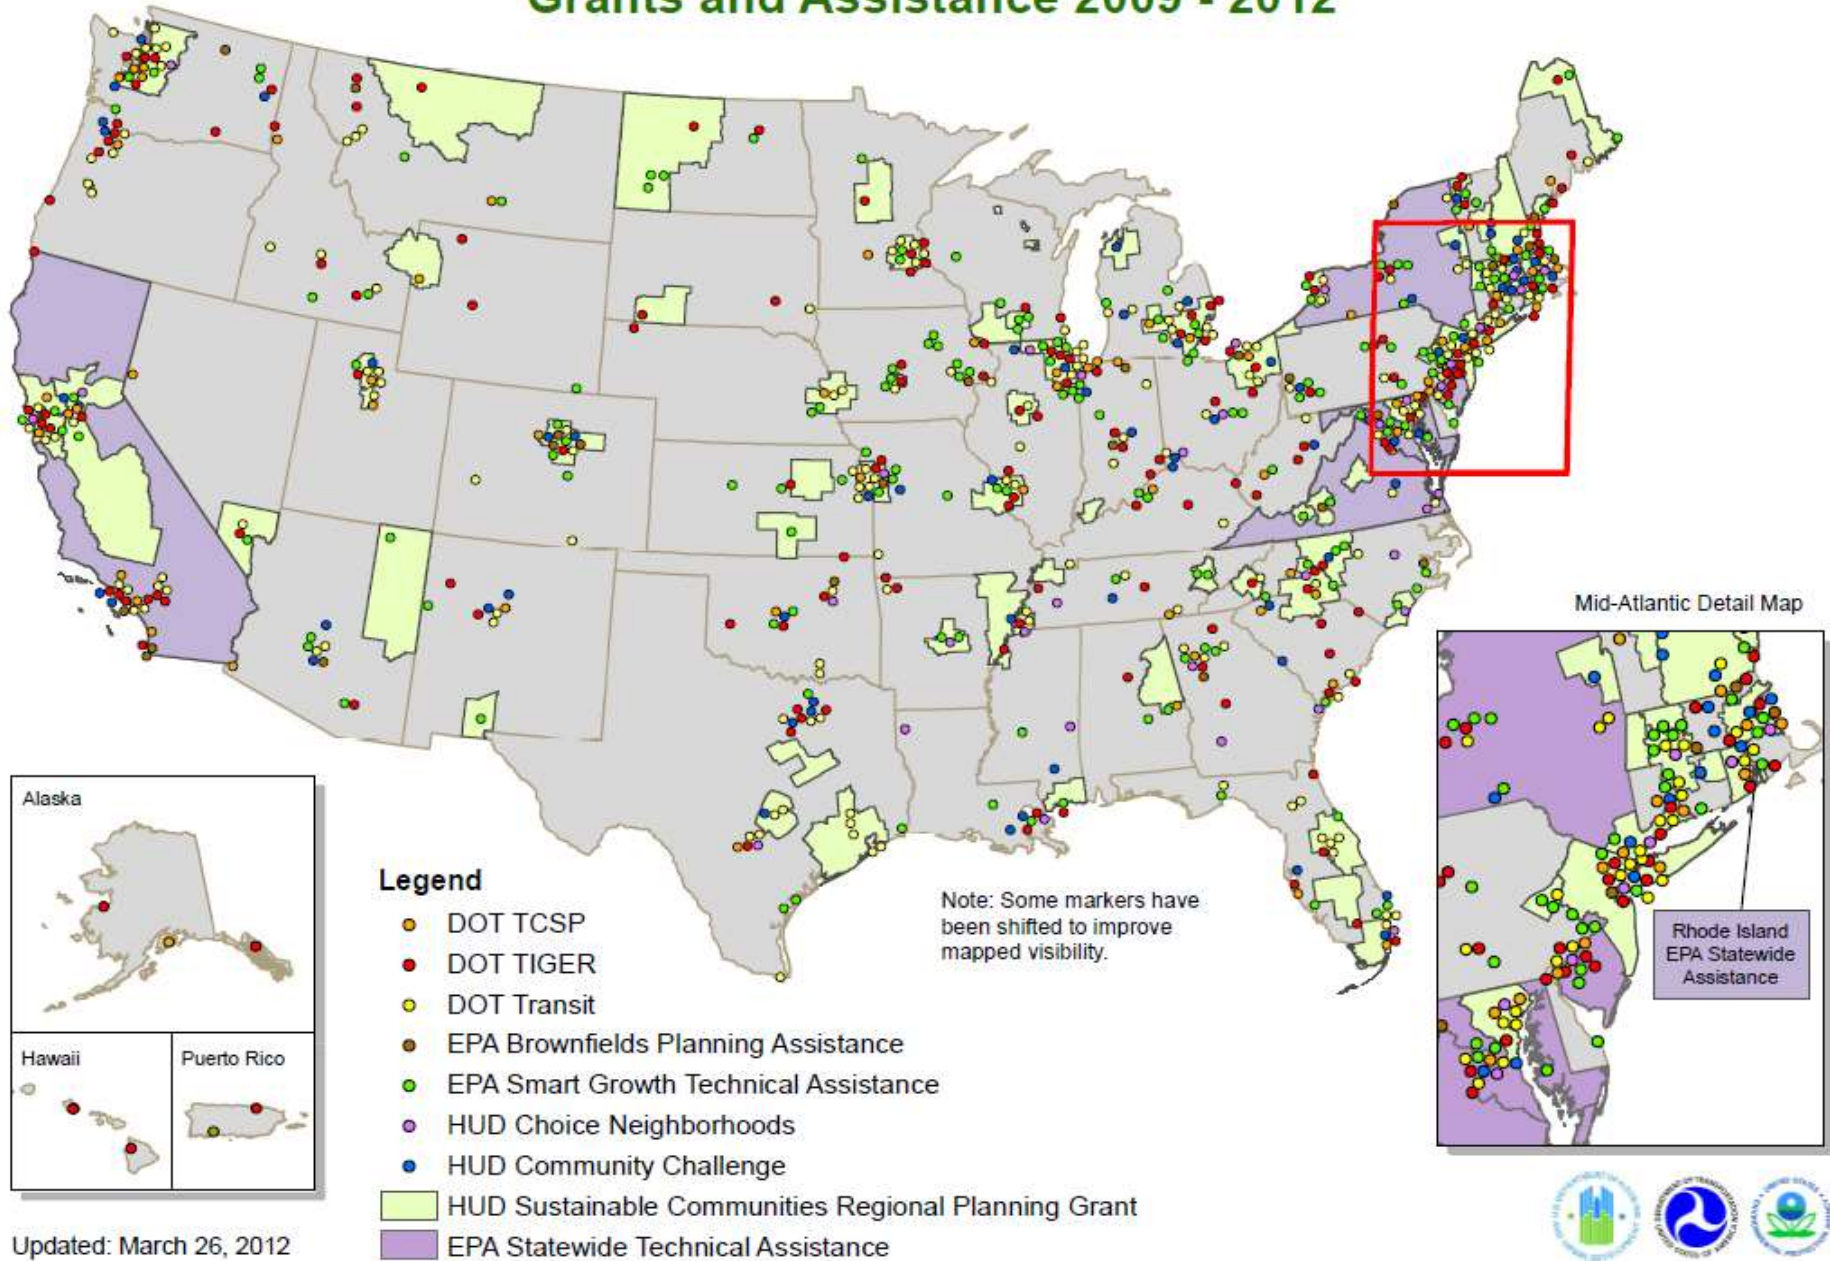 Grants and Assistance 2009 - 2012
Mid-Atlantic Detail Map
Alaska
Hawaii
Puerto Rico
Legend
DOT TCSP
DOT TIGER
DOT Transit
EPA Brownfields Planning Assistance
EPA Smart Growth Technical Assistance
HUD Choice Neighborhoods
HUD Community Challenge
HUD Sustainable Communities Regional Planning Grant
EPA Statewide Technical Assistance
Note: Some markers have
been shifted to improve
mapped visibility.
Rhode Island
EPA Statewide
Assistance
Updated: March 26, 2012